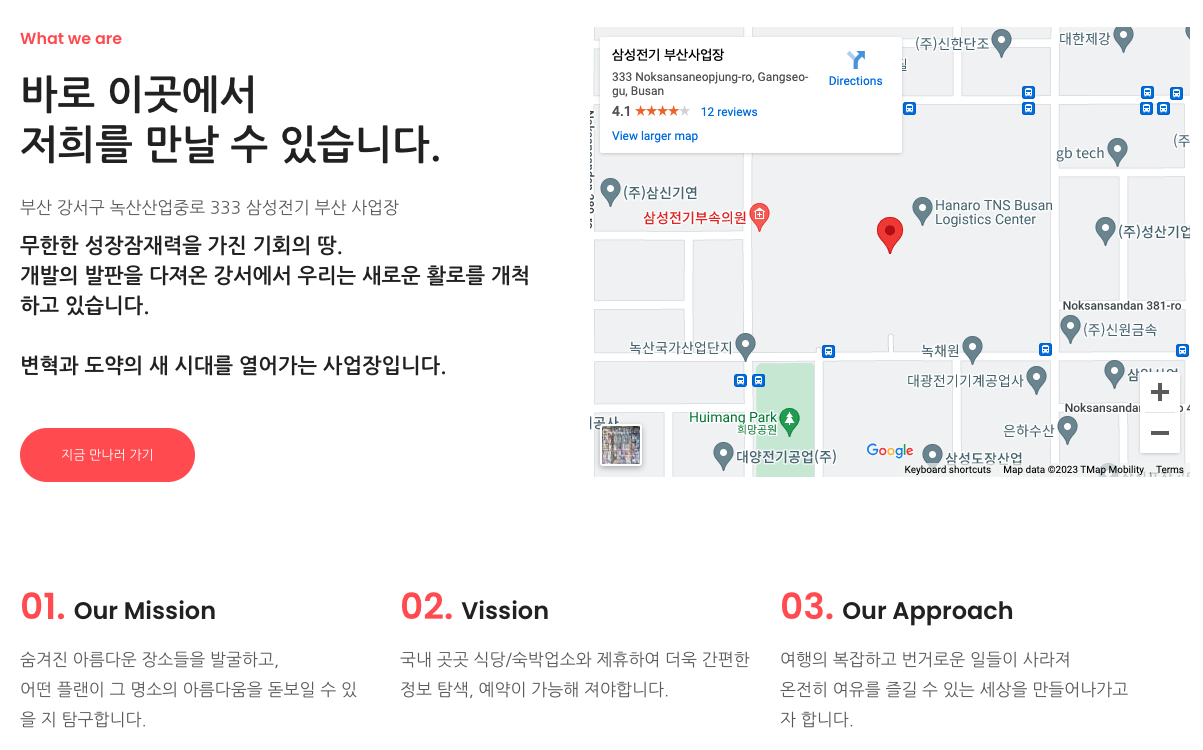 What we are
바로 이곳에서
저희를 만날 수 있습니다.
부산 강서구 녹산산업중로 333 삼성전기 부산 사업장
무한한 성장잠재력을 가진 기회의 땅.
개발의 발판을 다져온 강서에서 우리는 새로운 활로를 개척
하고 있습니다.
변혁과 도약의 새 시대를 열어가는 사업장입니다.
지금 만나러 가기
삼성전기 부산사업장
333 Noksansaneopjung-ro, Gangseo-
gu, Busan
4.1
12 reviews
View larger map
Directions
(주)신한단조
대한제강
gb tech
(주)삼신기연
삼성전기부속의원
Hanaro TNS Busan
Logistics Center
(주)성산기업
Noksansandan 381-ro
(주)신원금속
녹산국가산업단지
녹채원
대광전기기계공업사
Huimang Park
희망공원
은하수산
대양전기공업(주)
Google
삼성도장산업
Keyboard shortcuts
Map data ©2023 TMap Mobility
Terms
01. Our Mission
숨겨진 아름다운 장소들을 발굴하고,
어떤 플랜이 그 명소의 아름다움을 돋보일 수 있
을 지 탐구합니다.
02. Vission
국내 곳곳 식당/숙박업소와 제휴하여 더욱 간편한
정보 탐색, 예약이 가능해 져야합니다.
03. Our Approach
여행의 복잡하고 번거로운 일들이 사라져
온전히 여유를 즐길 수 있는 세상을 만들어나가고
자 합니다.